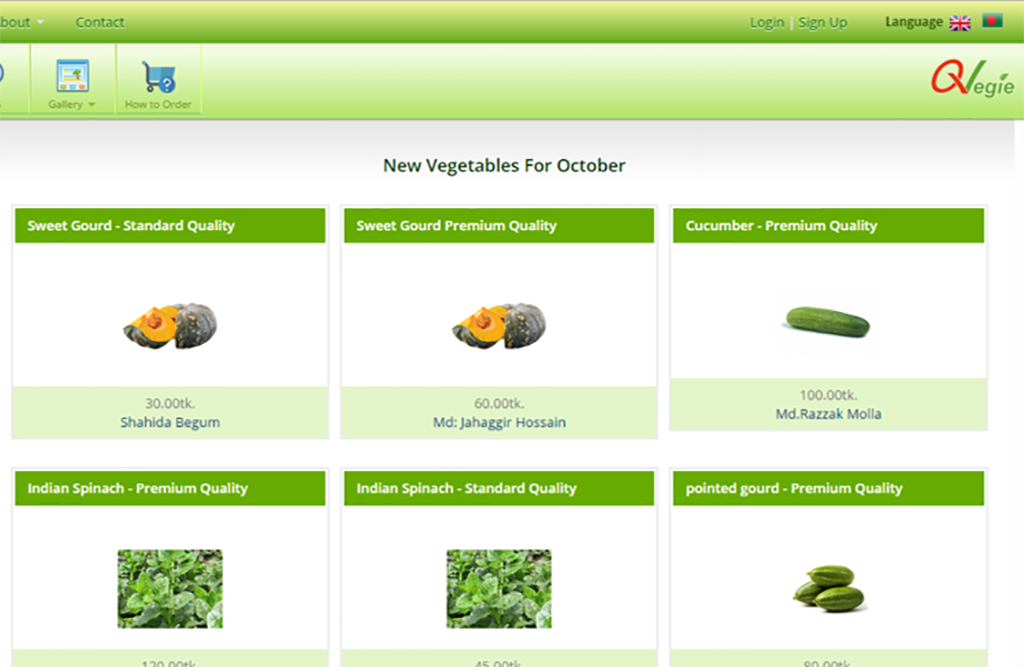 bout
Contact
Login | Sign Up
Language
Gallery
How to Order
QVegie
New Vegetables For October
Sweet Gourd - Standard Quality
Sweet Gourd Premium Quality
Cucumber - Premium Quality
30.00tk.
Shahida Begum
60.00tk.
Md: Jahaggir Hossain
100.00tk.
Md.Razzak Molla
Indian Spinach - Premium Quality
Indian Spinach - Standard Quality
pointed gourd - Premium Quality
120.00tk.
45.00tk.
80.00tk.